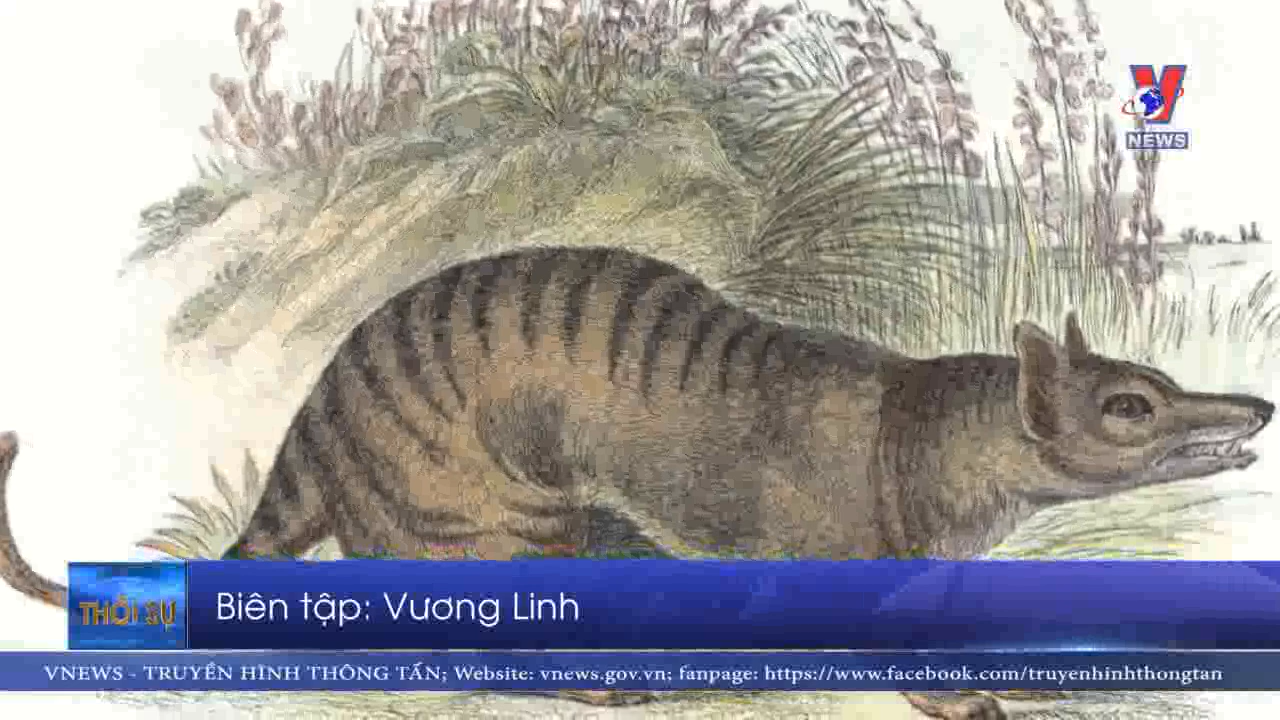 V
NEWS
THỜI SỰ
Biên tập: Vương Linh
VNEWS - TRUYỀN HÌNH THÔNG TẤN; Website: vnews.gov.vn; fanpage: https://www.facebook.com/truyenhinhthongtan